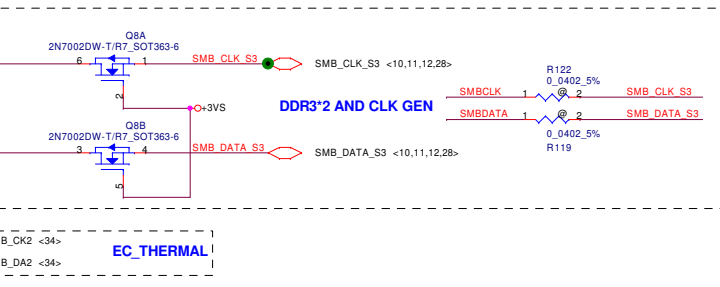 Q8A
2N7002DW-T/R7_SOT363-6
6
1
SMB_CLK_S3
SMB_CLK_S3 <10,11,12,28>
2
+3VS
DDR3*2 AND CLK GEN
R122
0_0402_5%
SMBCLK
1
@
2
SMB_CLK_S3
SMBDATA
1
@
2
SMB_DATA_S3
0_0402_5%
R119
Q8B
2N7002DW-T/R7_SOT363-6
3
4
SMB_DATA_S3
SMB_DATA_S3 <10,11,12,28>
5
B_CK2 <34>
EC_THERMAL
B_DA2 <34>